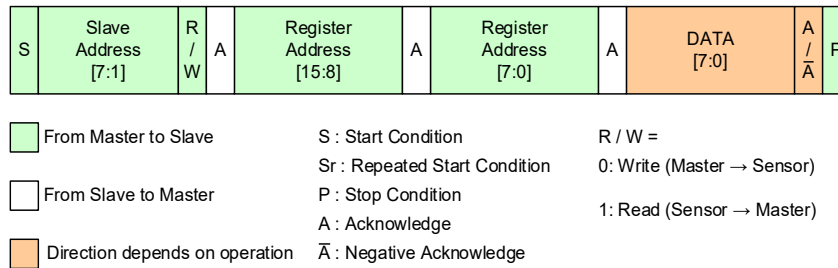 S
Slave
Address
[7:1]
R
/
W
A
Register
Address
[15:8]
A
Register
Address
[7:0]
A
DATA
[7:0]
A
/
A̅
P
From Master to Slave
From Slave to Master
Direction depends on operation
S : Start Condition
Sr : Repeated Start Condition
P : Stop Condition
A : Acknowledge
A̅ : Negative Acknowledge
R / W =
0: Write (Master → Sensor)
1: Read (Sensor → Master)